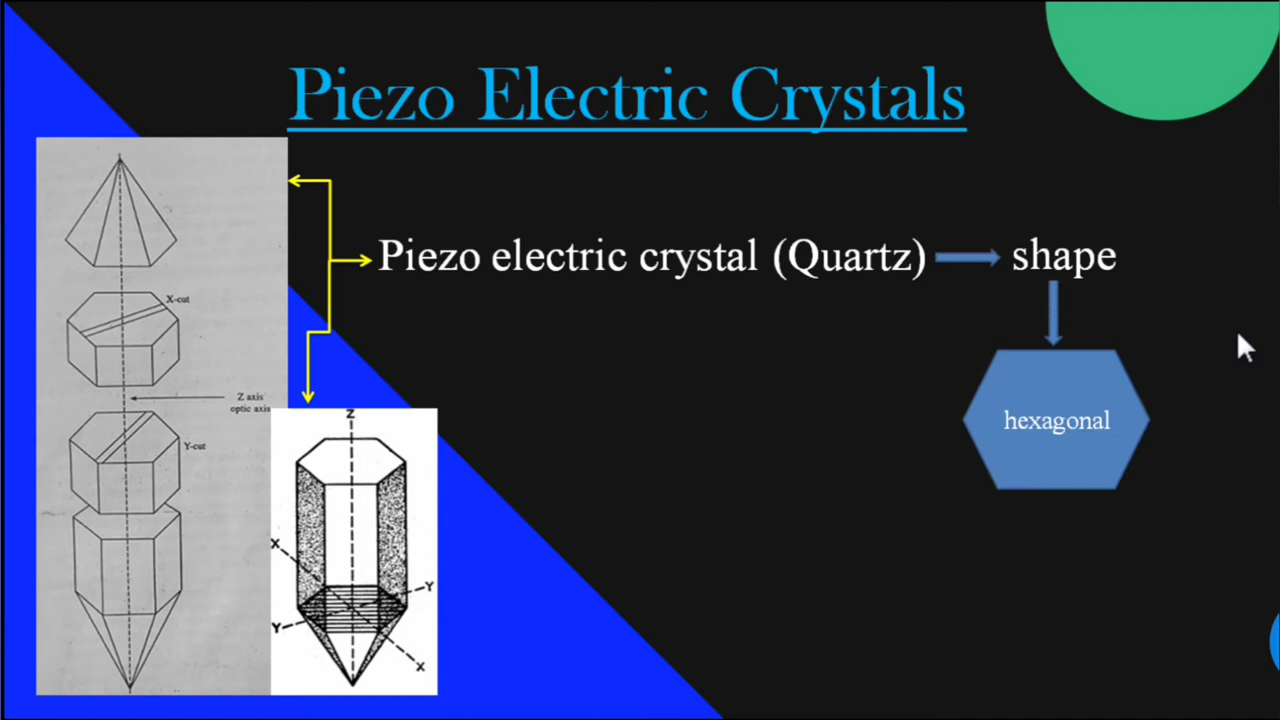 Piezo Electric Crystals
Piezo electric crystal (Quartz)
shape
hexagonal
X-cut
Z axis
optic axis
Y-cut
Z
X
Y
Y
X